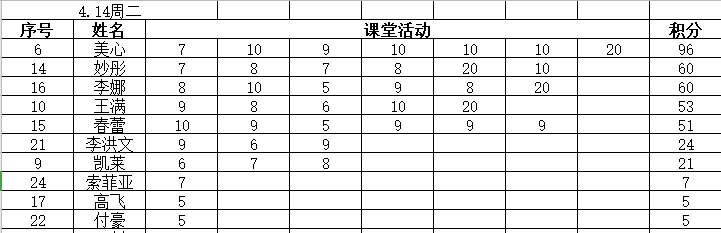 4.14周二
序号 姓名 课堂活动 积分
6 美心 7 10 9 10 10 10 20 96
14 妙彤 7 8 7 8 20 10 60
16 李娜 8 10 5 9 8 20 60
10 王满 9 8 6 10 20 53
15 春蕾 10 9 5 9 9 9 51
21 李洪文 9 6 9 24
9 凯莱 6 7 8 21
24 索菲亚 7 7
17 高飞 5 5
22 付豪 5 5